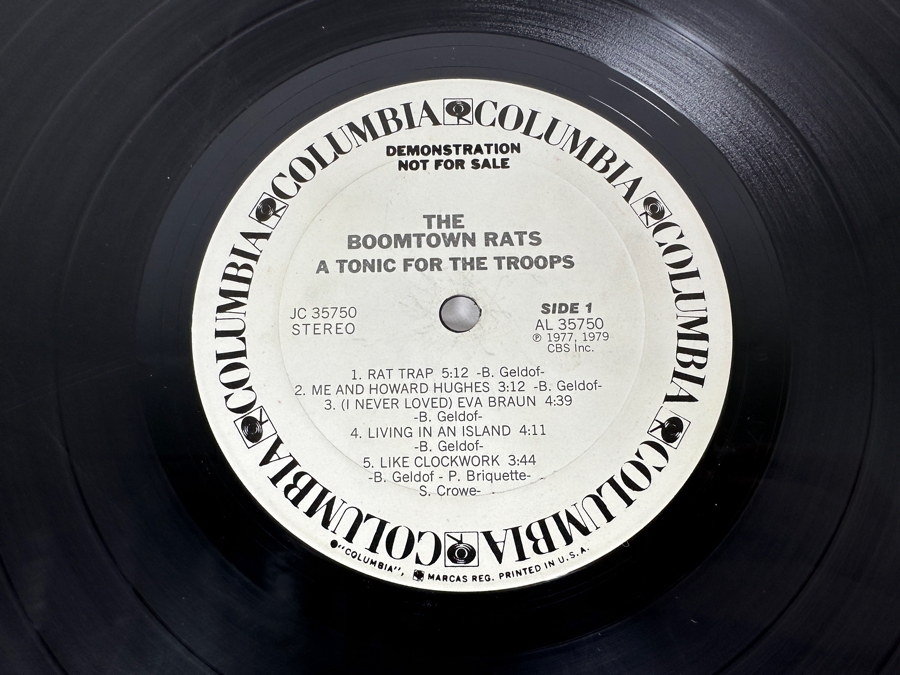 COLUMBIA COLUMBIA COLUMBIA COLUMBIA COLUMBIA COLUMBIA COLUMBIA COLUMBIA
DEMONSTRATION
NOT FOR SALE
THE
BOOMTOWN RATS
A TONIC FOR THE TROOPS
JC 35750
STEREO
SIDE 1
AL 35750
℗ 1977, 1979
CBS Inc.
1. RAT TRAP 5:12 -B. Geldof-
2. ME AND HOWARD HUGHES 3:12 -B. Geldof-
3. (I NEVER LOVED) EVA BRAUN 4:39
-B. Geldof-
4. LIVING IN AN ISLAND 4:11
-B. Geldof-
5. LIKE CLOCKWORK 3:44
-B. Geldof - P. Briquette-
S. Crowe-
"COLUMBIA", MARCAS REG. PRINTED IN U.S.A.